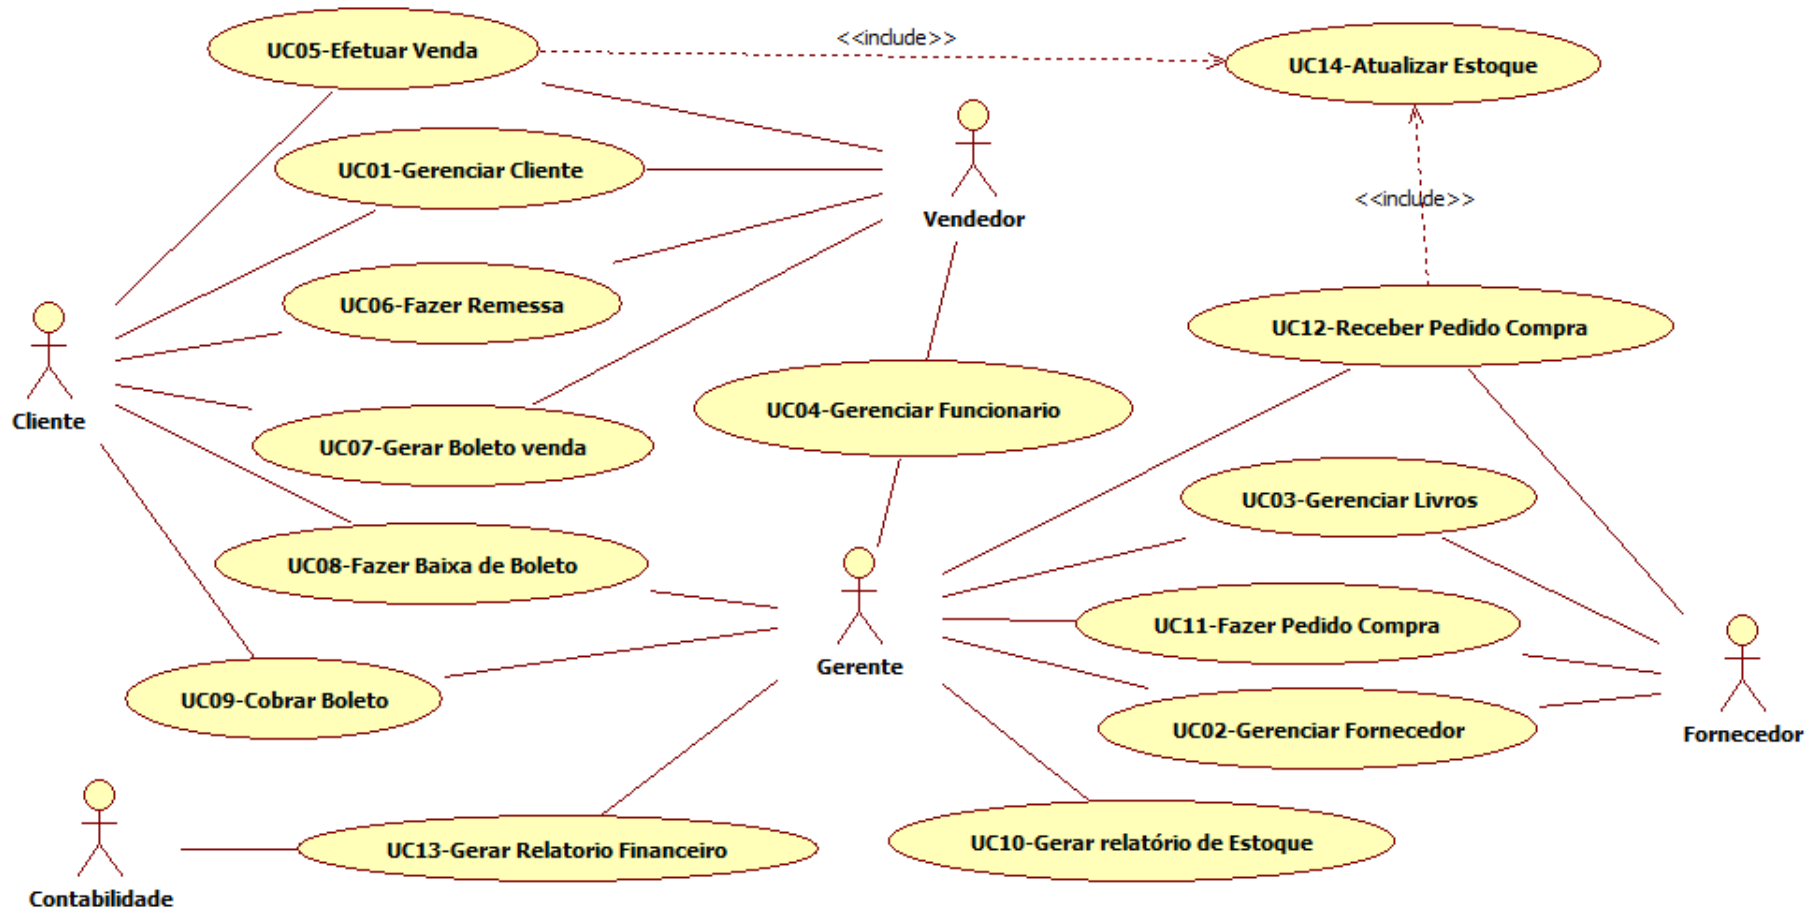 UC05-Efetuar Venda
<<include>>
UC14-Atualizar Estoque
UC01-Gerenciar Cliente
Vendedor
<<include>>
UC06-Fazer Remessa
UC12-Receber Pedido Compra
Cliente
UC04-Gerenciar Funcionario
UC07-Gerar Boleto venda
UC03-Gerenciar Livros
UC08-Fazer Baixa de Boleto
UC11-Fazer Pedido Compra
Gerente
UC09-Cobrar Boleto
UC02-Gerenciar Fornecedor
Fornecedor
UC13-Gerar Relatorio Financeiro
UC10-Gerar relatório de Estoque
Contabilidade